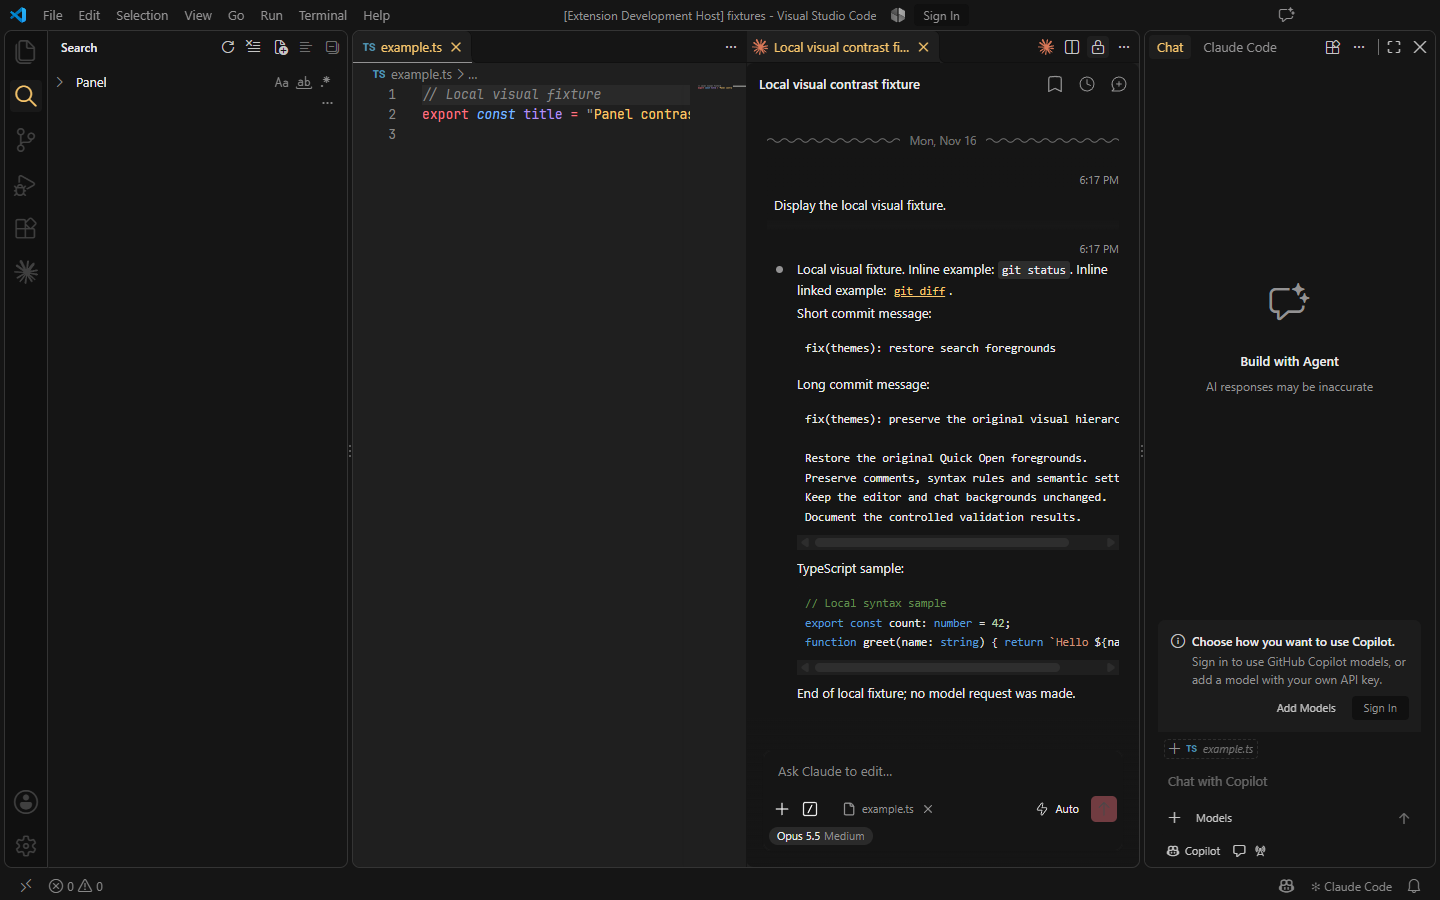 File Edit Selection View Go Run Terminal Help
[Extension Development Host] fixtures - Visual Studio Code
Sign In
Search
Panel
Aa ab .*
TS example.ts
TS example.ts > ...
1 // Local visual fixture
2 export const title = "Panel contras
3
Local visual contrast fi...
Local visual contrast fixture
Mon, Nov 16
6:17 PM
Display the local visual fixture.
6:17 PM
Local visual fixture. Inline example: git status. Inline
linked example: git diff.
Short commit message:
fix(themes): restore search foregrounds
Long commit message:
fix(themes): preserve the original visual hierarc
Restore the original Quick Open foregrounds.
Preserve comments, syntax rules and semantic sett
Keep the editor and chat backgrounds unchanged.
Document the controlled validation results.
TypeScript sample:
// Local syntax sample
export const count: number = 42;
function greet(name: string) { return `Hello ${na
End of local fixture; no model request was made.
Ask Claude to edit...
example.ts
Auto
Opus 5.5 Medium
Chat Claude Code
Build with Agent
AI responses may be inaccurate
Choose how you want to use Copilot.
Sign in to use GitHub Copilot models, or
add a model with your own API key.
Add Models Sign In
TS example.ts
Chat with Copilot
Models
Copilot
0 0
Claude Code